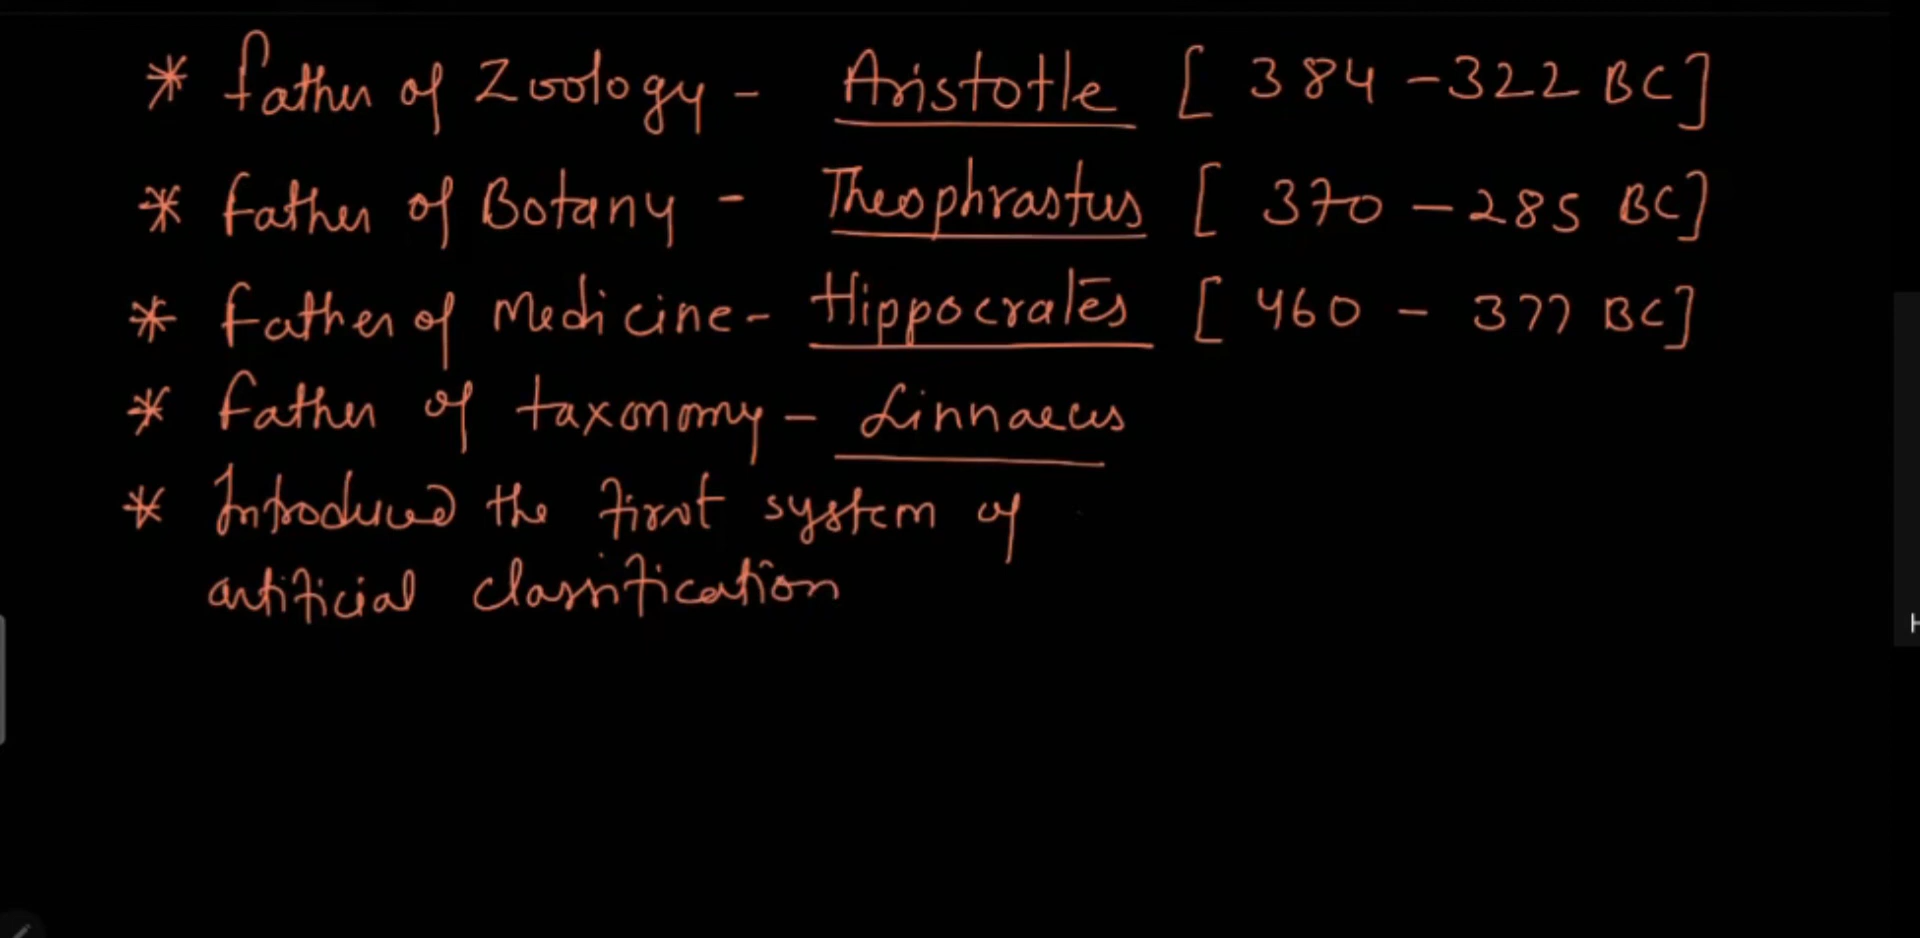 * Father of Zoology - Aristotle [ 384 - 322 BC]
* Father of Botany - Theophrastus [ 370 - 285 BC]
* Father of Medicine - Hippocrates [ 460 - 377 BC]
* Father of taxonomy - Linnaeus
* Introduced the first system of
artificial classification
H